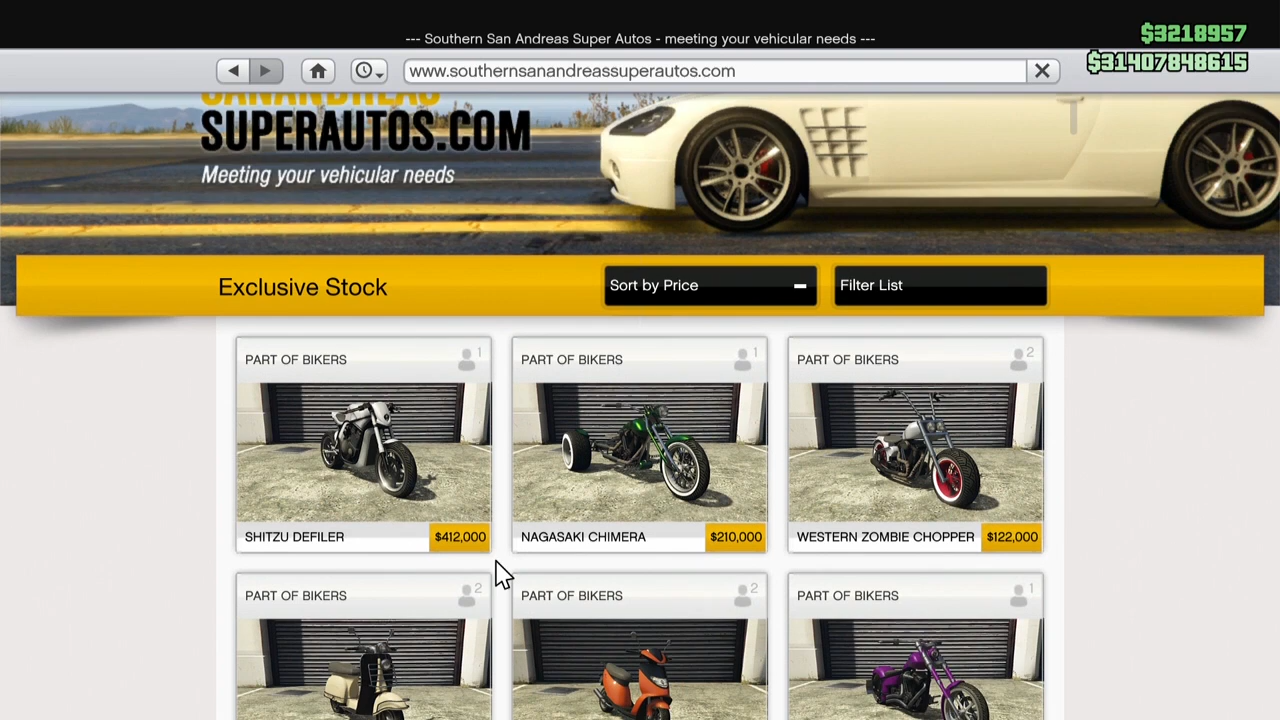 --- Southern San Andreas Super Autos - meeting your vehicular needs ---
$3218957
www.southernsanandreassuperautos.com
$31407848615
SANANDREAS
SUPERAUTOS.COM
Meeting your vehicular needs
Exclusive Stock
Sort by Price
Filter List
PART OF BIKERS 1
PART OF BIKERS 1
PART OF BIKERS 2
SHITZU DEFILER $412,000
NAGASAKI CHIMERA $210,000
WESTERN ZOMBIE CHOPPER $122,000
PART OF BIKERS 2
PART OF BIKERS 2
PART OF BIKERS 1